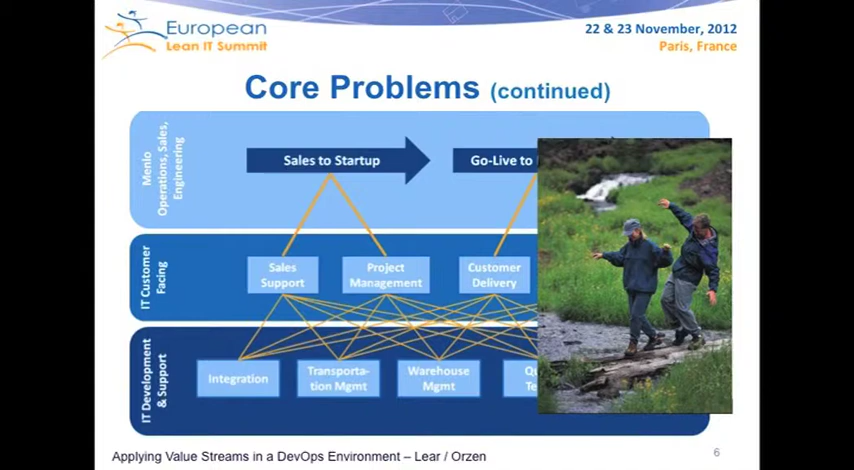 European
Lean IT Summit
22 & 23 November, 2012
Paris, France
Core Problems (continued)
Menlo
Operations, Sales,
Engineering
Sales to Startup
Go-Live to
IT Customer
Facing
Sales
Support
Project
Management
Customer
Delivery
IT Development
& Support
Integration
Transporta-
tion Mgmt
Warehouse
Mgmt
Applying Value Streams in a DevOps Environment – Lear / Orzen
6